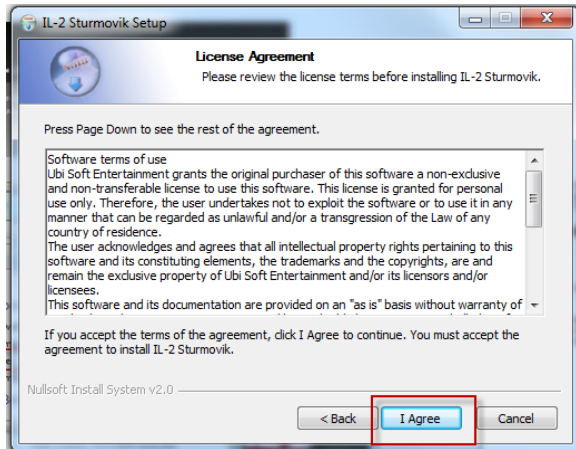 IL-2 Sturmovik Setup
License Agreement
Please review the license terms before installing IL-2 Sturmovik.
Press Page Down to see the rest of the agreement.
Software terms of use
Ubi Soft Entertainment grants the original purchaser of this software a non-exclusive
and non-transferable license to use this software. This license is granted for personal
use only. Therefore, the user undertakes not to exploit the software or to use it in any
manner that can be regarded as unlawful and/or a transgression of the Law of any
country of residence.
The user acknowledges and agrees that all intellectual property rights pertaining to this
software and its constituting elements, the trademarks and the copyrights, are and
remain the exclusive property of Ubi Soft Entertainment and/or its licensors and/or
licensees.
This software and its documentation are provided on an "as is" basis without warranty of
If you accept the terms of the agreement, click I Agree to continue. You must accept the
agreement to install IL-2 Sturmovik.
Nullsoft Install System v2.0
< Back
I Agree
Cancel